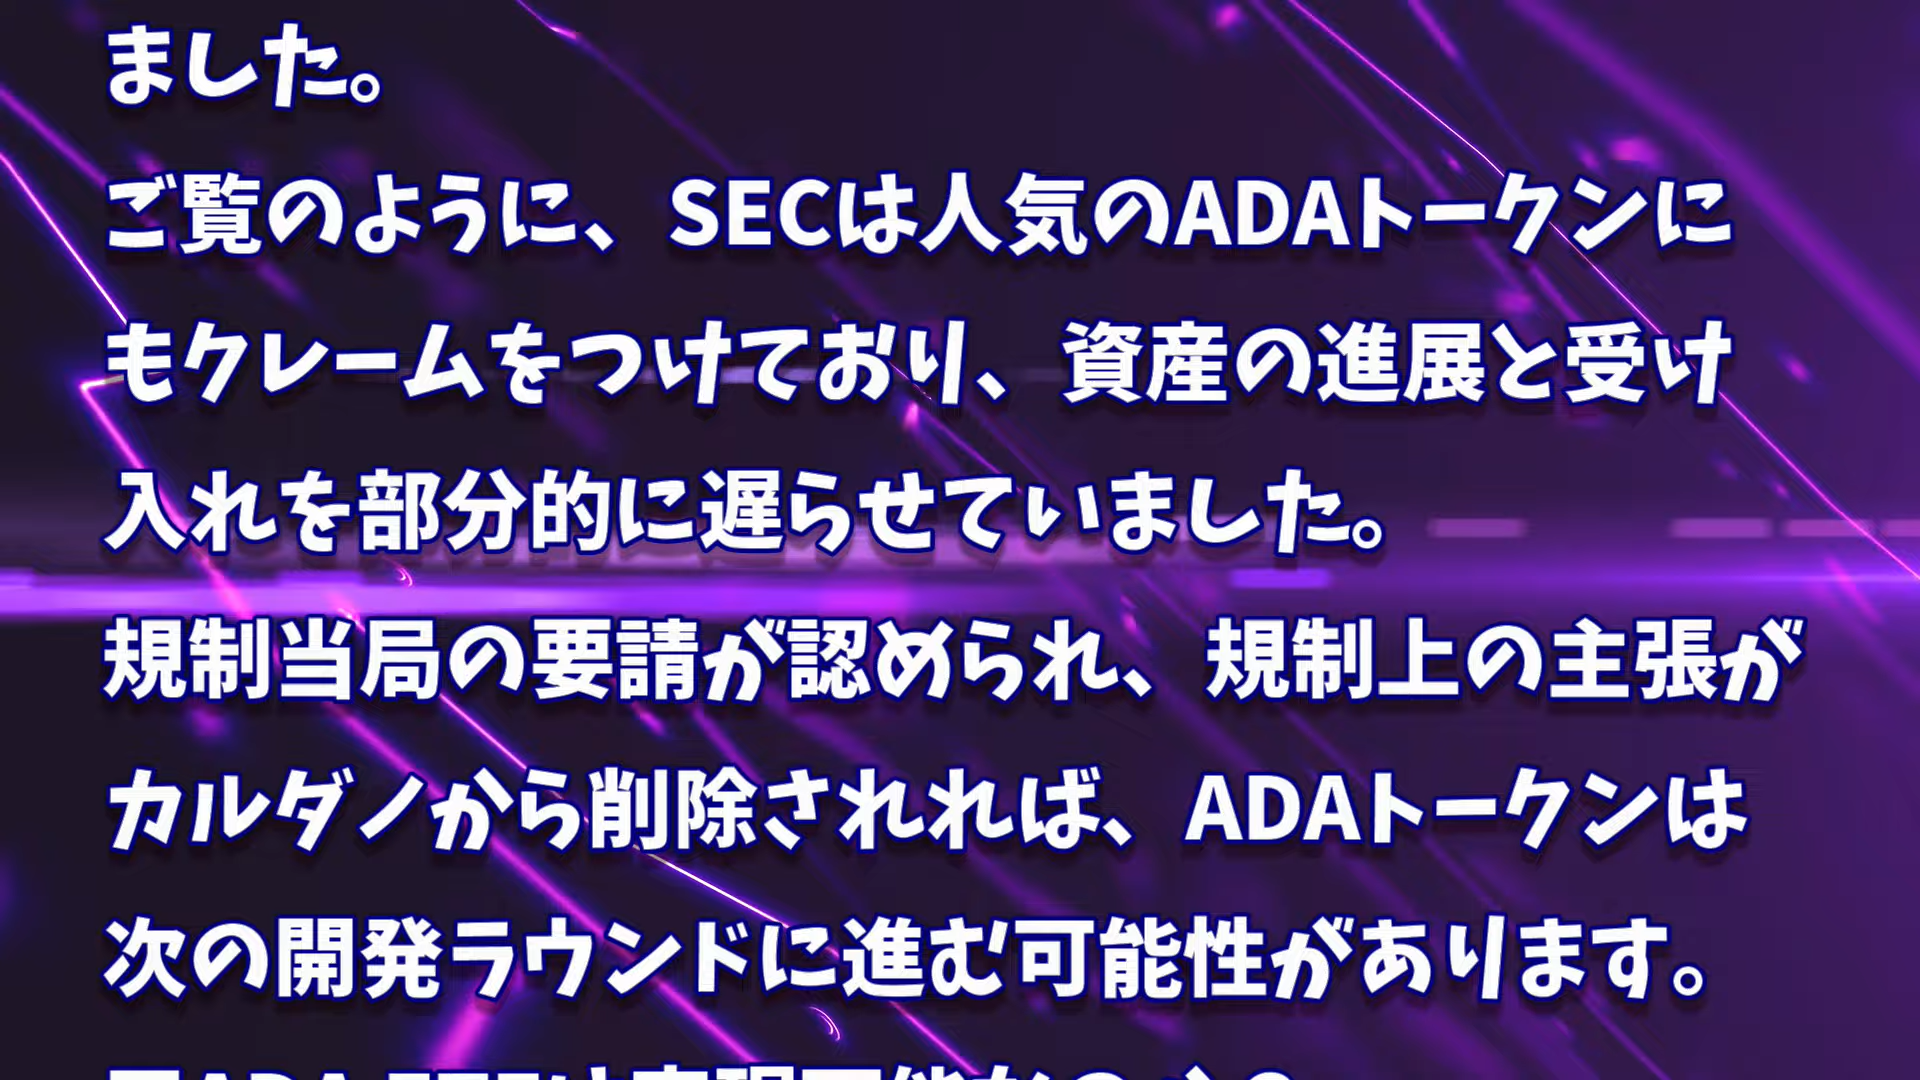 ました。
ご覧のように、SECは人気のADAトークンに
もクレームをつけており、資産の進展と受け
入れを部分的に遅らせていました。
規制当局の要請が認められ、規制上の主張が
カルダノから削除されれば、ADAトークンは
次の開発ラウンドに進む可能性があります。